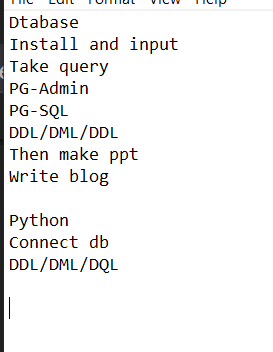 File Edit Format View Help
Dtabase
Install and input
Take query
PG-Admin
PG-SQL
DDL/DML/DDL
Then make ppt
Write blog
Python
Connect db
DDL/DML/DQL